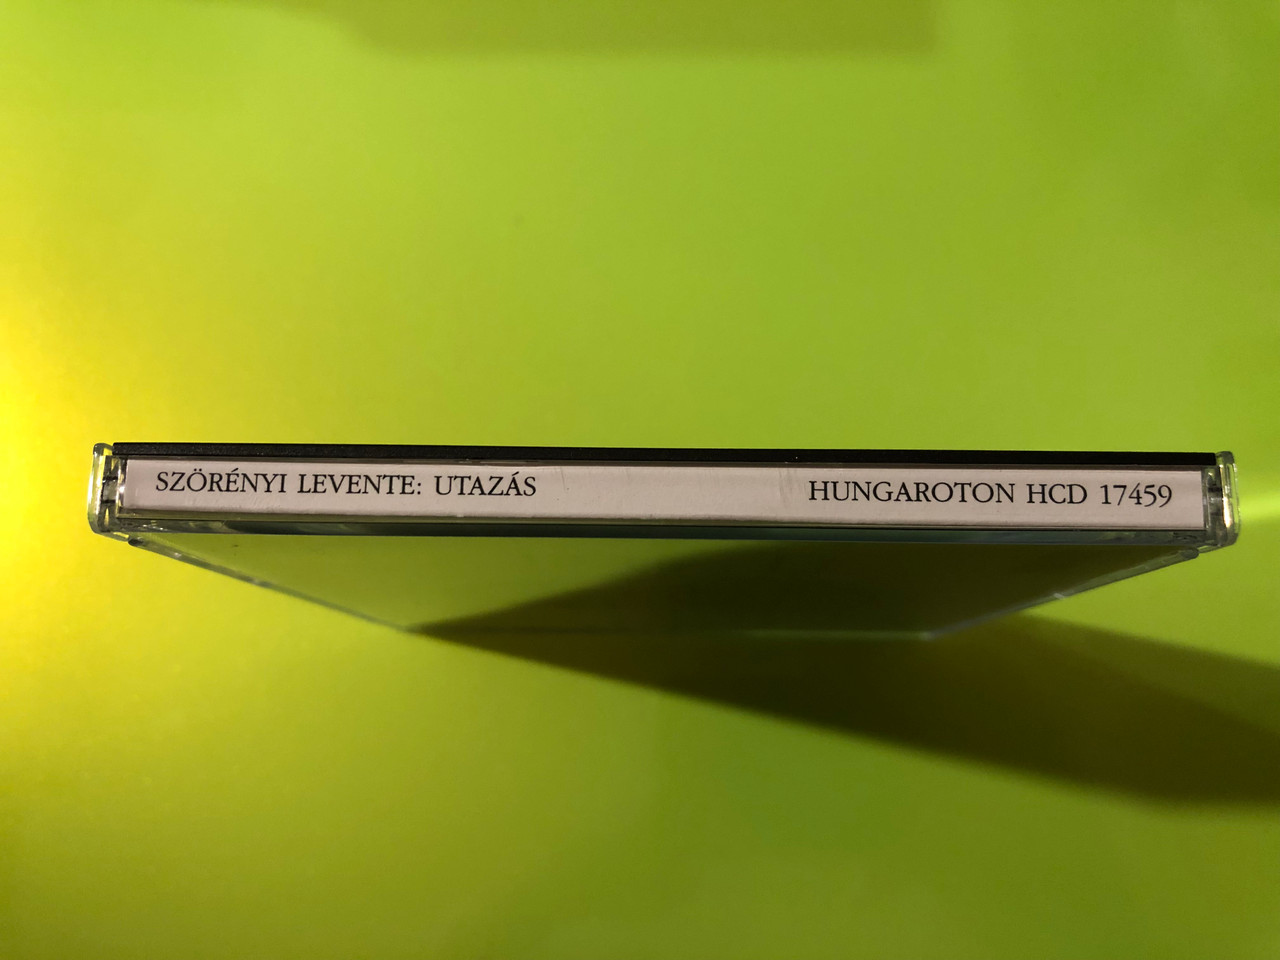 SZÖRÉNYI LEVENTE: UTAZÁS HUNGAROTON HCD 17459